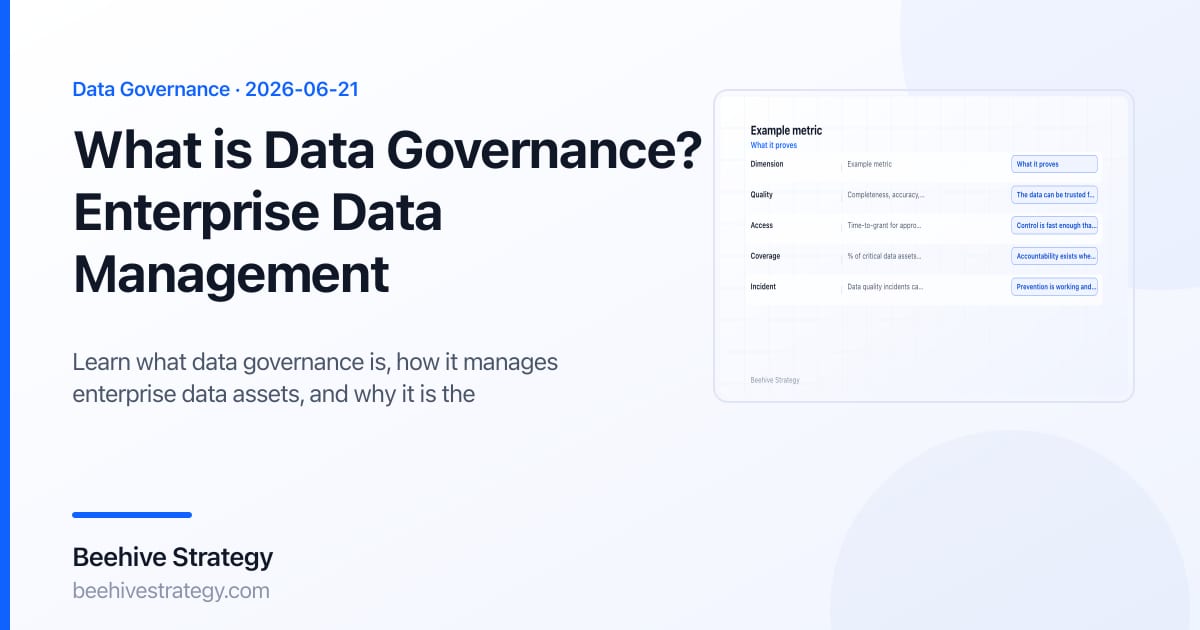 Data Governance · 2026-06-21
What is Data Governance?
Enterprise Data
Management
Learn what data governance is, how it manages
enterprise data assets, and why it is the
Beehive Strategy
beehivestrategy.com
Example metric
What it proves
Dimension Example metric What it proves
Quality Completeness, accuracy,... The data can be trusted f...
Access Time-to-grant for appro... Control is fast enough tha...
Coverage % of critical data assets... Accountability exists whe...
Incident Data quality incidents ca... Prevention is working and...
Beehive Strategy